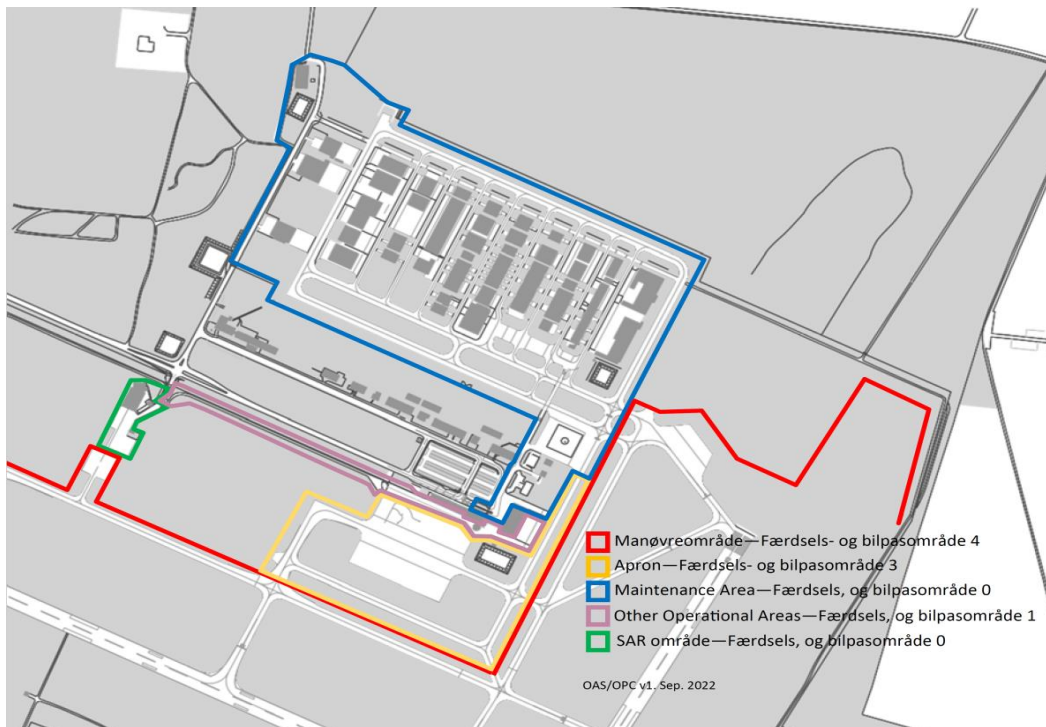 Manøvreområde—Færdsels- og bilpasområde 4
Apron—Færdsels- og bilpasområde 3
Maintenance Area—Færdsels, og bilpasområde 0
Other Operational Areas—Færdsels, og bilpasområde 1
SAR område—Færdsels, og bilpasområde 0
OAS/OPC v1. Sep. 2022